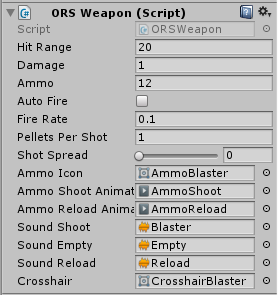 ORS Weapon (Script)
Script ORSWeapon
Hit Range 20
Damage 1
Ammo 12
Auto Fire
Fire Rate 0.1
Pellets Per Shot 1
Shot Spread 0
Ammo Icon AmmoBlaster
Ammo Shoot Animat AmmoShoot
Ammo Reload Anima AmmoReload
Sound Shoot Blaster
Sound Empty Empty
Sound Reload Reload
Crosshair CrosshairBlaster